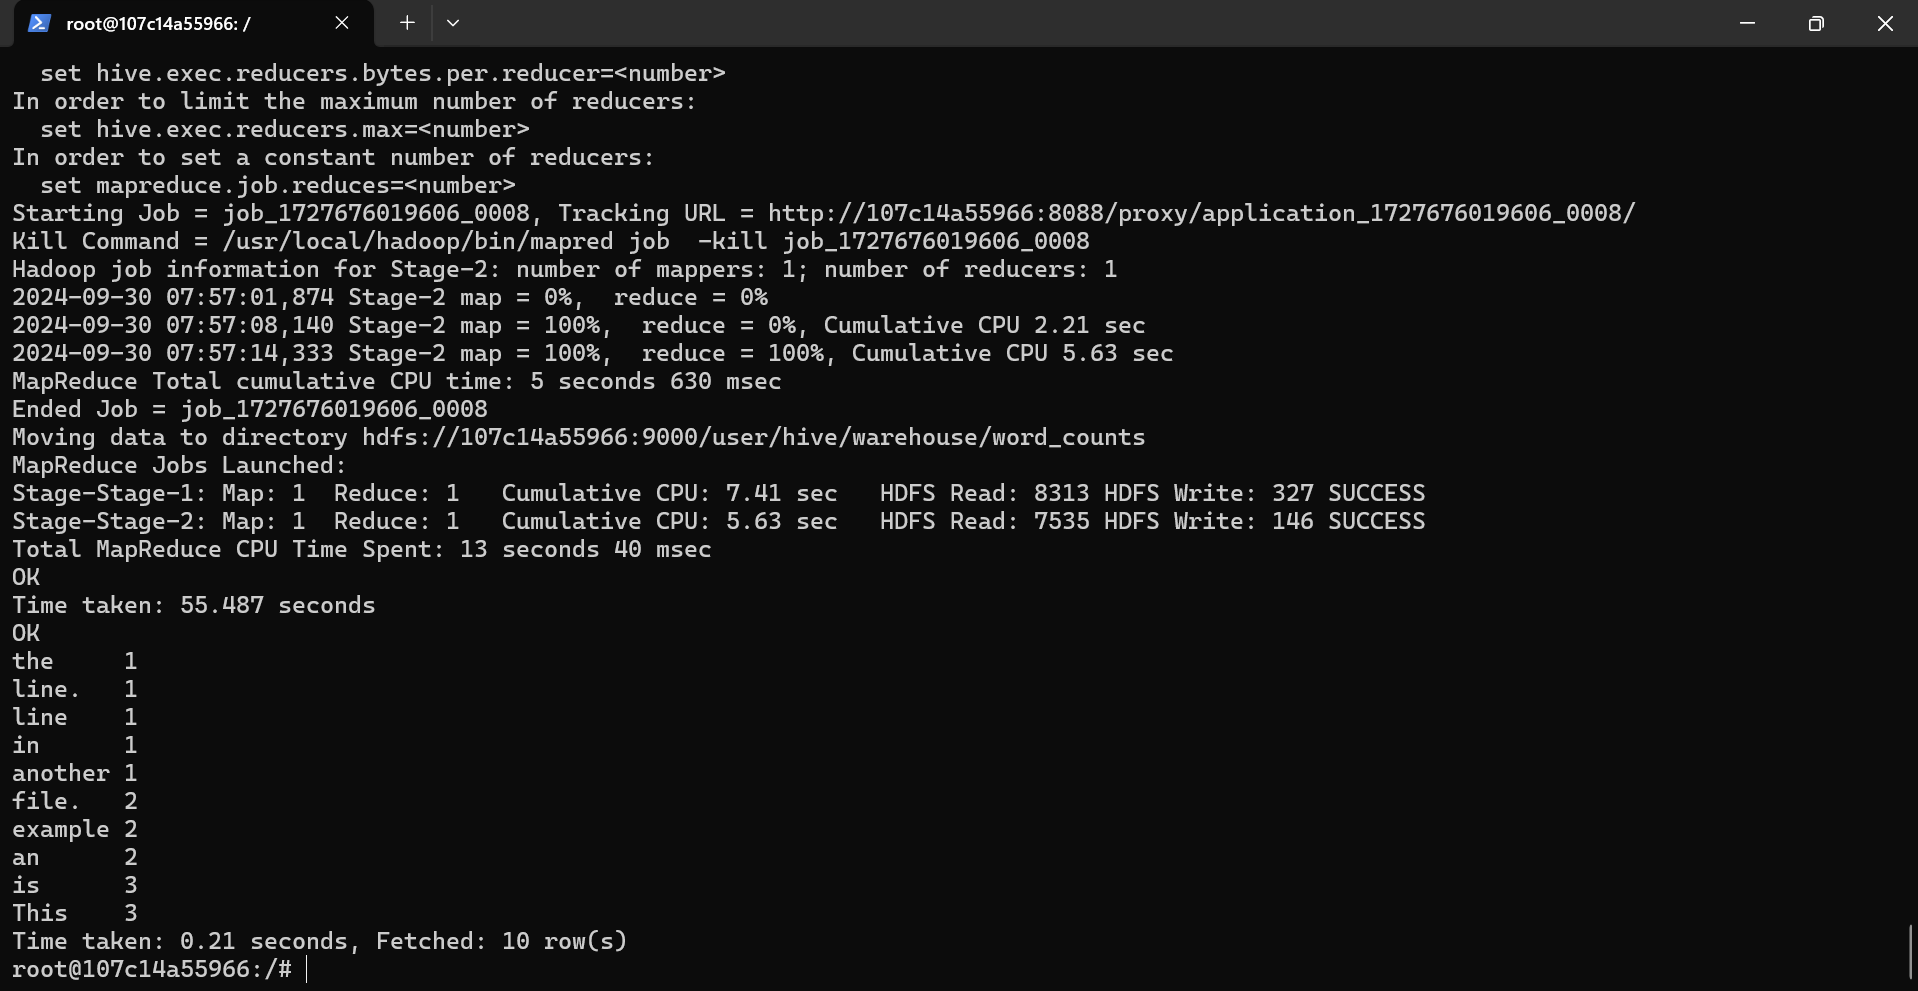 root@107c14a55966: /
  set hive.exec.reducers.bytes.per.reducer=<number>
In order to limit the maximum number of reducers:
  set hive.exec.reducers.max=<number>
In order to set a constant number of reducers:
  set mapreduce.job.reduces=<number>
Starting Job = job_1727676019606_0008, Tracking URL = http://107c14a55966:8088/proxy/application_1727676019606_0008/
Kill Command = /usr/local/hadoop/bin/mapred job  -kill job_1727676019606_0008
Hadoop job information for Stage-2: number of mappers: 1; number of reducers: 1
2024-09-30 07:57:01,874 Stage-2 map = 0%,  reduce = 0%
2024-09-30 07:57:08,140 Stage-2 map = 100%,  reduce = 0%, Cumulative CPU 2.21 sec
2024-09-30 07:57:14,333 Stage-2 map = 100%,  reduce = 100%, Cumulative CPU 5.63 sec
MapReduce Total cumulative CPU time: 5 seconds 630 msec
Ended Job = job_1727676019606_0008
Moving data to directory hdfs://107c14a55966:9000/user/hive/warehouse/word_counts
MapReduce Jobs Launched:
Stage-Stage-1: Map: 1  Reduce: 1   Cumulative CPU: 7.41 sec   HDFS Read: 8313 HDFS Write: 327 SUCCESS
Stage-Stage-2: Map: 1  Reduce: 1   Cumulative CPU: 5.63 sec   HDFS Read: 7535 HDFS Write: 146 SUCCESS
Total MapReduce CPU Time Spent: 13 seconds 40 msec
OK
Time taken: 55.487 seconds
OK
the     1
line.   1
line    1
in      1
another 1
file.   2
example 2
an      2
is      3
This    3
Time taken: 0.21 seconds, Fetched: 10 row(s)
root@107c14a55966:/#